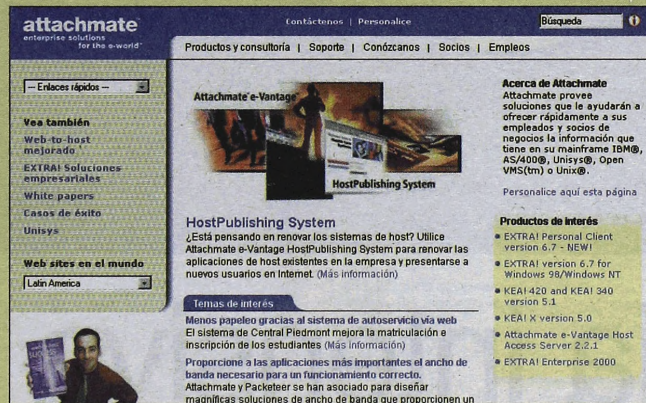 attachmate
enterprise solutions
for the e-world
Contáctenos | Personalice
Búsqueda
Productos y consultoría | Soporte | Conózcanos | Socios | Empleos
-- Enlaces rápidos --
Vea también
Web-to-host
mejorado
EXTRA! Soluciones
empresariales
White papers
Casos de éxito
Unisys
Web sites en el mundo
Latin America
Attachmate e-Vantage
HostPublishing System
HostPublishing System
¿Está pensando en renovar los sistemas de host? Utilice
Attachmate e-Vantage HostPublishing System para renovar las
aplicaciones de host existentes en la empresa y presentarse a
nuevos usuarios en Internet. (Más información)
Temas de interés
Menos papeleo gracias al sistema de autoservicio vía web
El sistema de Central Piedmont mejora la matriculación e
inscripción de los estudiantes (Más información)
Proporcione a las aplicaciones más importantes el ancho de
banda necesario para un funcionamiento correcto.
Attachmate y Packeteer se han asociado para diseñar
magníficas soluciones de ancho de banda que proporcionen un
Acerca de Attachmate
Attachmate provee
soluciones que le ayudarán a
ofrecer rápidamente a sus
empleados y socios de
negocios la información que
tiene en su mainframe IBM®,
AS/400®, Unisys®, Open
VMS(tm) o Unix®.
Personalice aquí esta página
Productos de interés
EXTRA! Personal Client
version 6.7 - NEW!
EXTRA! version 6.7 for
Windows 98/Windows NT
KEA! 420 and KEA! 340
version 5.1
KEA! X version 5.0
Attachmate e-Vantage Host
Access Server 2.2.1
EXTRA! Enterprise 2000